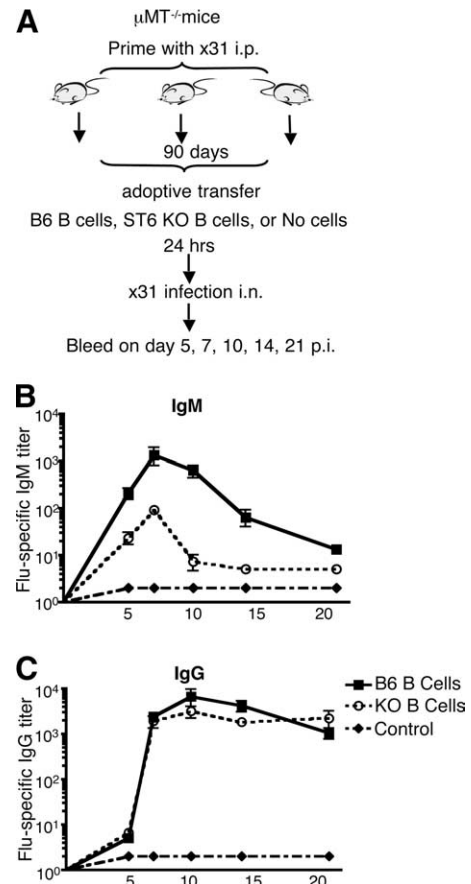 A
μMT-/-mice
Prime with x31 i.p.
90 days
adoptive transfer
B6 B cells, ST6 KO B cells, or No cells
24 hrs
x31 infection i.n.
Bleed on day 5, 7, 10, 14, 21 p.i.
B
IgM
Flu-specific IgM titer
10⁴
10³
10²
10¹
10⁰
5 10 15 20
C
IgG
Flu-specific IgG titer
10⁴
10³
10²
10¹
10⁰
5 10 15 20
B6 B Cells
KO B Cells
Control